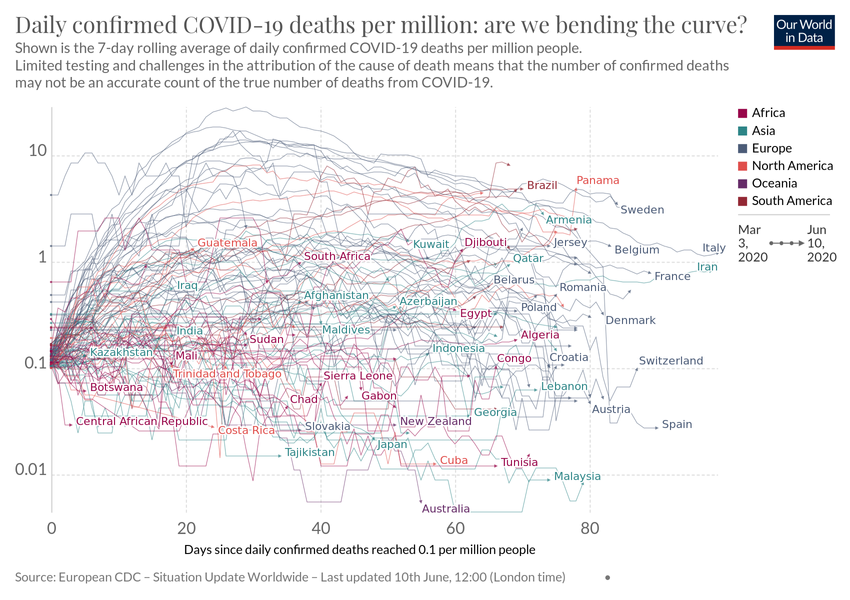 Daily confirmed COVID-19 deaths per million: are we bending the curve?
Our World
in Data
Shown is the 7-day rolling average of daily confirmed COVID-19 deaths per million people.
Limited testing and challenges in the attribution of the cause of death means that the number of confirmed deaths
may not be an accurate count of the true number of deaths from COVID-19.
Africa
Asia
Europe
North America
Oceania
South America
Mar
3,
2020
Jun
10,
2020
10
1
0.1
0.01
Brazil
Panama
Sweden
Armenia
Guatemala
Kuwait
Djibouti
Jersey
Belgium
Italy
South Africa
Qatar
Iran
France
Iraq
Belarus
Romania
Afghanistan
Azerbaijan
Poland
Egypt
Denmark
India
Maldives
Sudan
Algeria
Kazakhstan
Mali
Indonesia
Congo
Croatia
Switzerland
Trinidad and Tobago
Sierra Leone
Botswana
Lebanon
Chad
Gabon
Georgia
Austria
Central African Republic
Costa Rica
Slovakia
New Zealand
Spain
Japan
Tajikistan
Cuba
Tunisia
Malaysia
Australia
0
20
40
60
80
Days since daily confirmed deaths reached 0.1 per million people
Source: European CDC – Situation Update Worldwide – Last updated 10th June, 12:00 (London time)